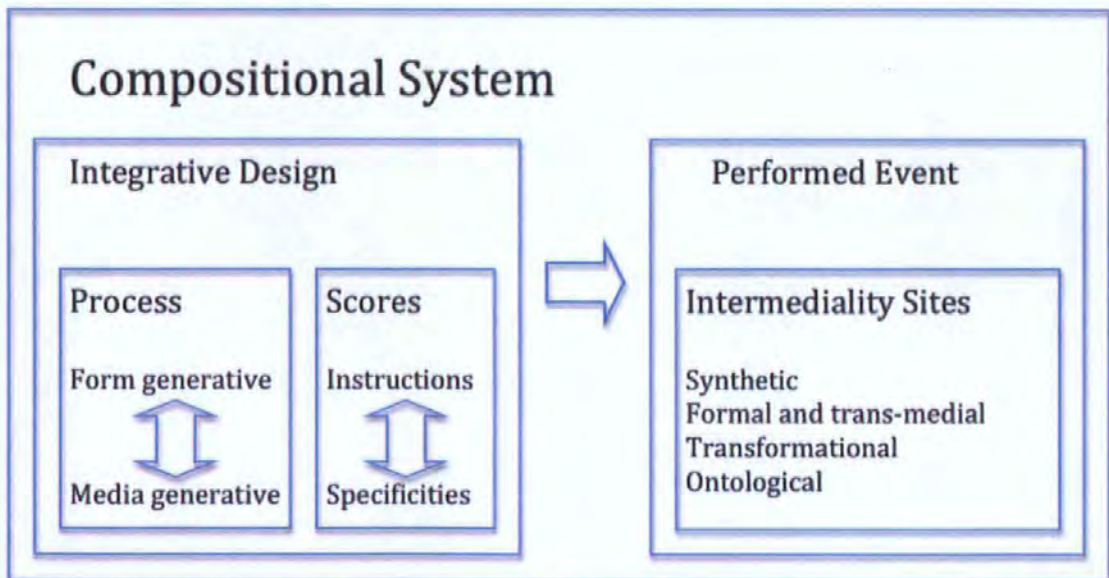 Compositional System
Integrative Design
Process
Form generative
Media generative
Scores
Instructions
Specificities
Performed Event
Intermediality Sites
Synthetic
Formal and trans-medial
Transformational
Ontological